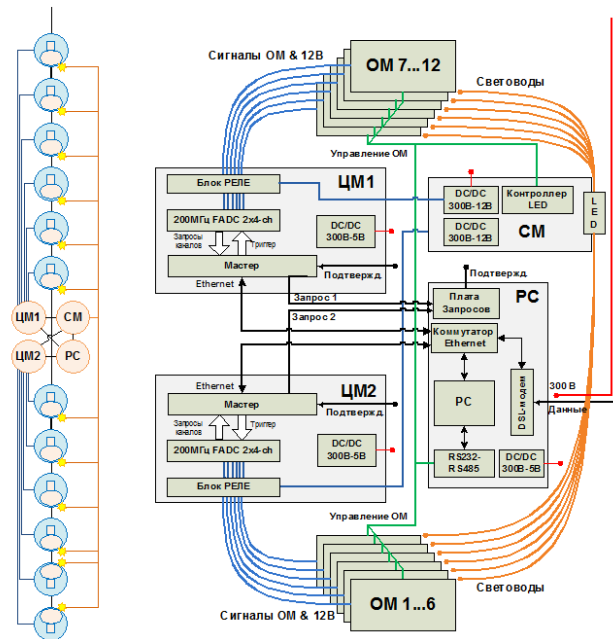 Сигналы ОМ & 12В
ОМ 7...12
Световоды
Управление ОМ
Блок РЕЛЕ
ЦМ1
200МГц FADC 2x4-ch
Запросы
каналов
Триггер
DC/DC
300В-5В
Мастер
Подтвержд.
Ethernet
DC/DC
300В-12В
Контроллер
LED
DC/DC
300В-12В
СМ
LED
Подтвержд.
Запрос 1
Запрос 2
Плата
Запросов
РС
Коммутатор
Ethernet
РС
DSL-модем
300 В
Данные
RS232-
RS485
DC/DC
300В-5В
ЦМ1
СМ
ЦМ2
РС
Ethernet
ЦМ2
Мастер
Подтвержд.
Запросы
каналов
Триггер
200МГц FADC 2x4-ch
DC/DC
300В-5В
Блок РЕЛЕ
Управление ОМ
Сигналы ОМ & 12В
ОМ 1...6
Световоды